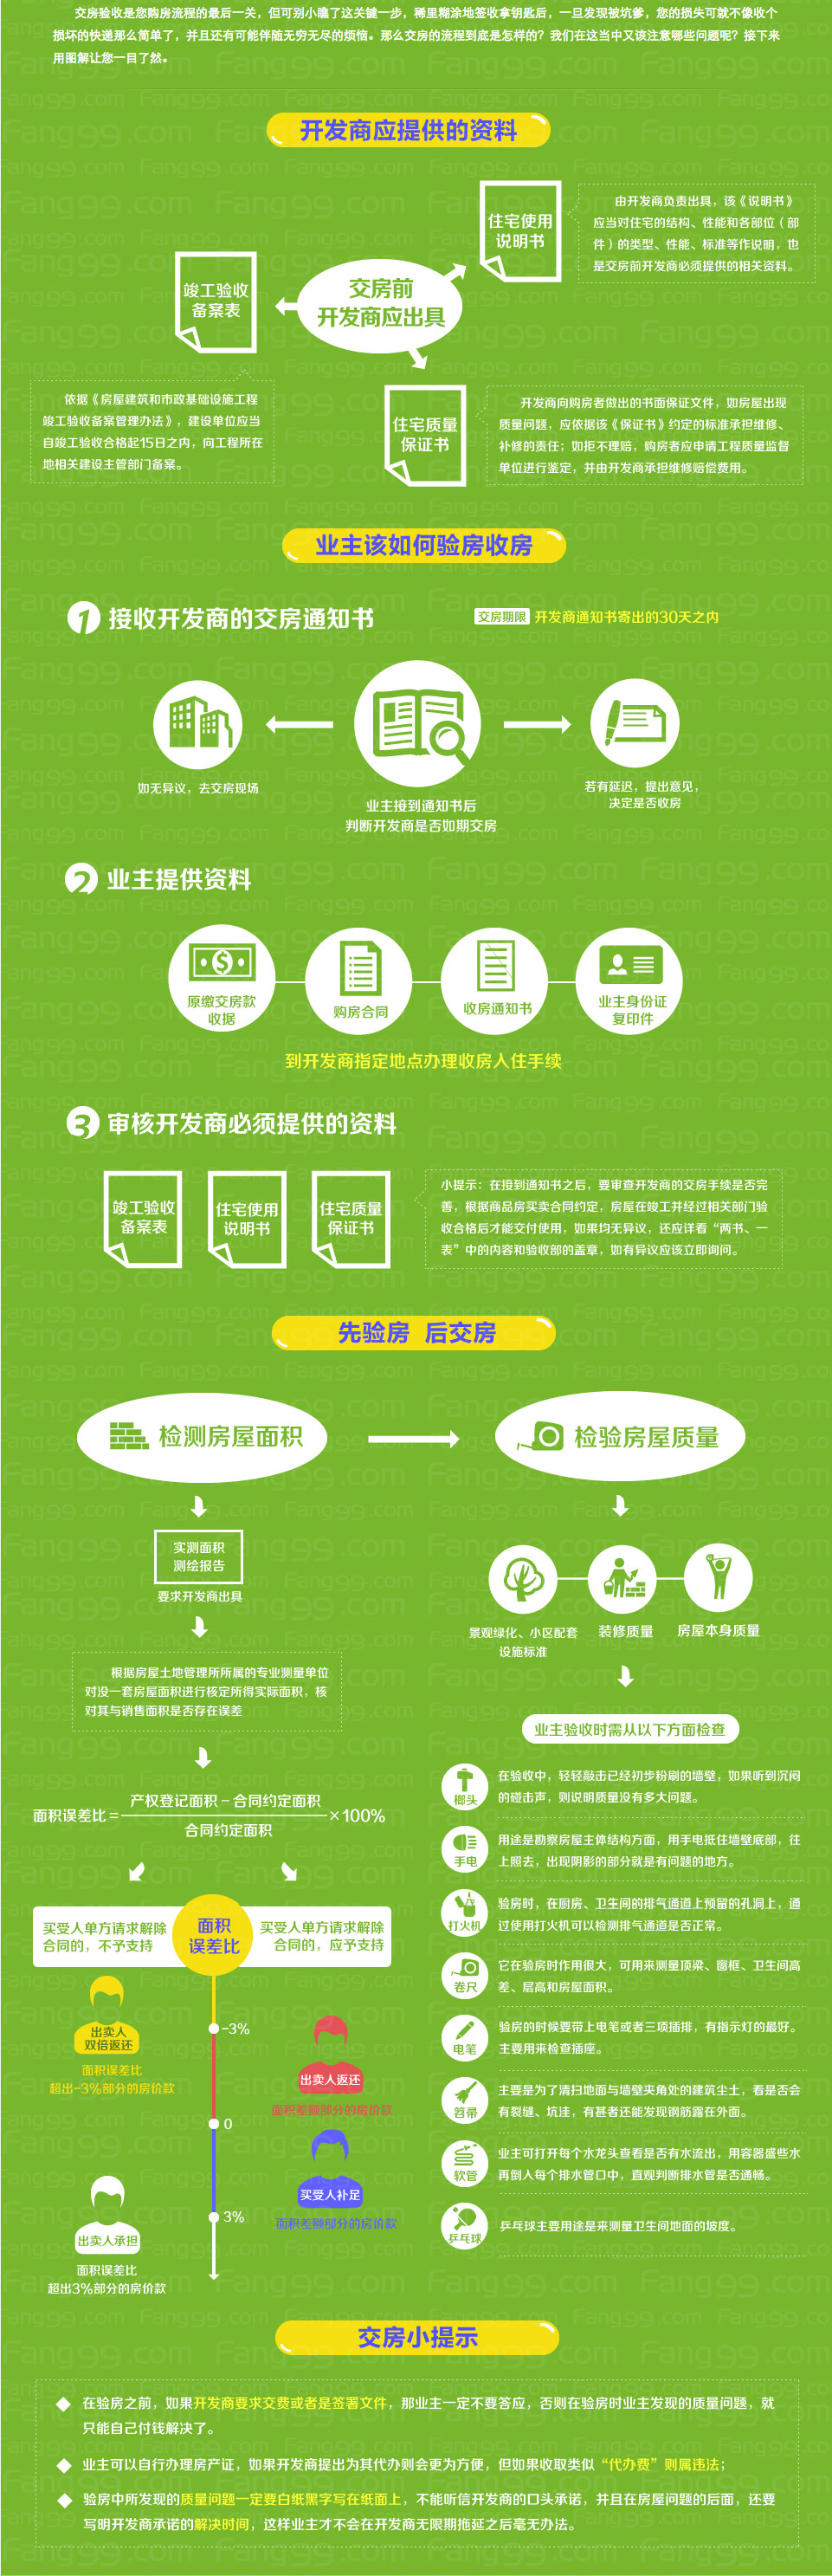 交房验收是您购房流程的最后一关，但可别小瞧了这关键一步，稀里糊涂地签收拿钥匙后，一旦发现被坑爹，您的损失可就不像收个
损坏的快递那么简单了，并且还有可能伴随无穷无尽的烦恼。那么交房的流程到底是怎样的？我们在这当中又该注意哪些问题呢？接下来
用图解让您一目了然。
开发商应提供的资料
住宅使用
说明书
由开发商负责出具，该《说明书》
应当对住宅的结构、性能和各部位（部
件）的类型、性能、标准等作说明，也
是交房前开发商必须提供的相关资料。
竣工验收
备案表
交房前
开发商应出具
依据《房屋建筑和市政基础设施工程
竣工验收备案管理办法》，建设单位应当
自竣工验收合格起15日之内，向工程所在
地相关建设主管部门备案。
住宅质量
保证书
开发商向购房者做出的书面保证文件，如房屋出现
质量问题，应依据该《保证书》约定的标准承担维修、
补修的责任；如拒不理赔，购房者应申请工程质量监督
单位进行鉴定，并由开发商承担维修赔偿费用。
业主该如何验房收房
1 接收开发商的交房通知书
交房期限 开发商通知书寄出的30天之内
如无异议，去交房现场
业主接到通知书后
判断开发商是否如期交房
若有延迟，提出意见，
决定是否收房
2 业主提供资料
原缴交房款
收据
购房合同
收房通知书
业主身份证
复印件
到开发商指定地点办理收房入住手续
3 审核开发商必须提供的资料
竣工验收
备案表
住宅使用
说明书
住宅质量
保证书
小提示：在接到通知书之后，要审查开发商的交房手续是否完
善，根据商品房买卖合同约定，房屋在竣工并经过相关部门验
收合格后才能交付使用，如果均无异议，还应详看“两书、一
表”中的内容和验收部的盖章，如有异议应该立即询问。
先验房 后交房
检测房屋面积
检验房屋质量
实测面积
测绘报告
要求开发商出具
根据房屋土地管理所所属的专业测量单位
对没一套房屋面积进行核定所得实际面积，核
对其与销售面积是否存在误差
面积误差比=
产权登记面积－合同约定面积
合同约定面积
×100%
买受人单方请求解除
合同的，不予支持
面积
误差比
买受人单方请求解除
合同的，应予支持
出卖人
双倍返还
面积误差比
超出-3%部分的房价款
-3%
出卖人返还
面积差额部分的房价款
0
买受人补足
面积差额部分的房价款
3%
出卖人承担
面积误差比
超出3%部分的房价款
景观绿化、小区配套
设施标准
装修质量
房屋本身质量
业主验收时需从以下方面检查
榔头
在验收中，轻轻敲击已经初步粉刷的墙壁，如果听到沉闷
的碰击声，则说明质量没有多大问题。
手电
用途是勘察房屋主体结构方面，用手电抵住墙壁底部，往
上照去，出现阴影的部分就是有问题的地方。
打火机
验房时，在厨房、卫生间的排气通道上预留的孔洞上，通
过使用打火机可以检测排气通道是否正常。
卷尺
它在验房时作用很大，可用来测量顶梁、窗框、卫生间高
差、层高和房屋面积。
电笔
验房的时候要带上电笔或者三项插排，有指示灯的最好。
主要用来检查插座。
笤帚
主要是为了清扫地面与墙壁夹角处的建筑尘土，看是否会
有裂缝、坑洼，有甚者还能发现钢筋露在外面。
软管
业主可打开每个水龙头查看是否有水流出，用容器盛些水
再倒人每个排水管口中，直观判断排水管是否通畅。
乒乓球
乒乓球主要用途是来测量卫生间地面的坡度。
交房小提示
在验房之前，如果开发商要求交费或者是签署文件，那业主一定不要答应，否则在验房时业主发现的质量问题，就
只能自己付钱解决了。
业主可以自行办理房产证，如果开发商提出为其代办则会更为方便，但如果收取类似“代办费”则属违法；
验房中所发现的质量问题一定要白纸黑字写在纸面上，不能听信开发商的口头承诺，并且在房屋问题的后面，还要
写明开发商承诺的解决时间，这样业主才不会在开发商无限期拖延之后毫无办法。